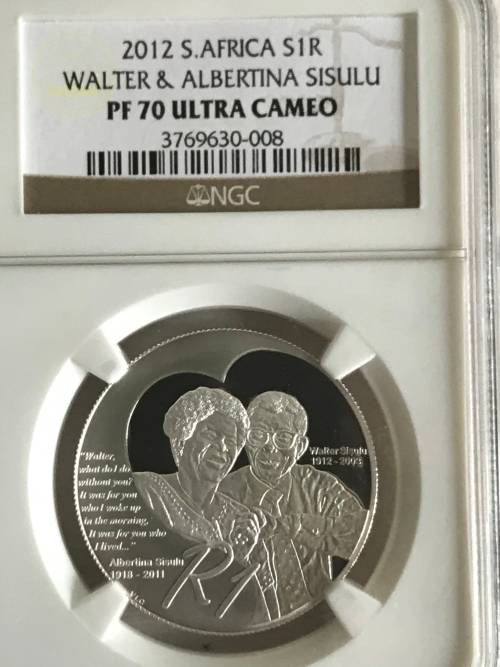 2012 S.AFRICA S1R
WALTER & ALBERTINA SISULU
PF 70 ULTRA CAMEO
3769630-008
NGC
"Walter,
what do I do
without you?
It was for you
who I woke up
in the morning,
It was for you who
I lived..."
Albertina Sisulu
1918 - 2011
Walter Sisulu
1912 - 2003
R1